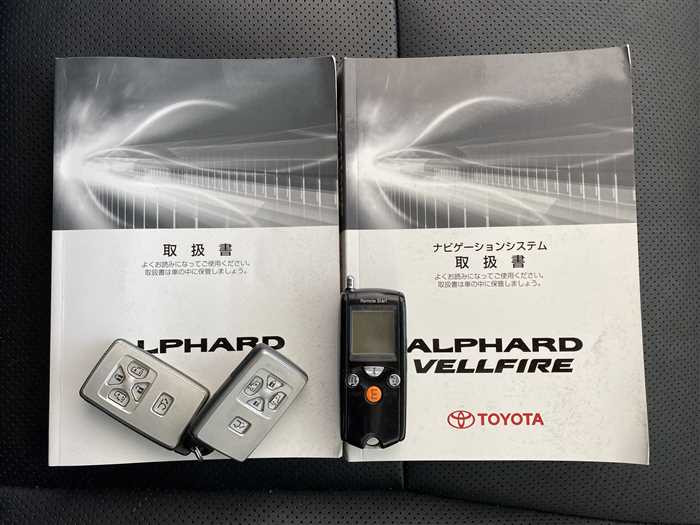 取扱書
よくお読みになってご使用ください。
取扱書は車の中に保管しましょう。
ALPHARD
ナビゲーションシステム
取扱書
よくお読みになってご使用ください。
取扱書は車の中に保管しましょう。
ALPHARD
VELLFIRE
TOYOTA
Remote Start